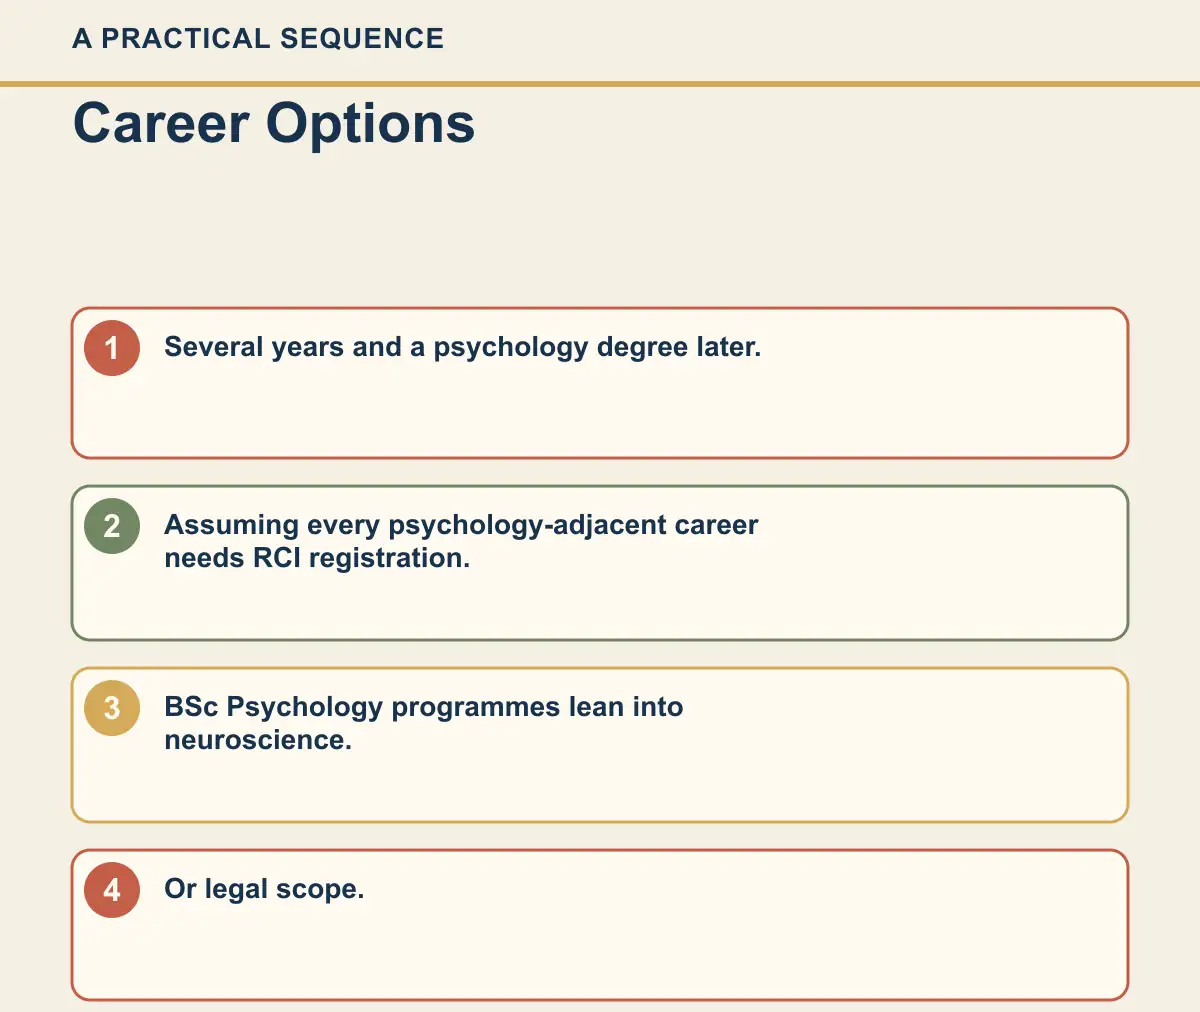 A PRACTICAL SEQUENCE
Career Options
1
Several years and a psychology degree later.
2
Assuming every psychology-adjacent career
needs RCI registration.
3
BSc Psychology programmes lean into
neuroscience.
4
Or legal scope.